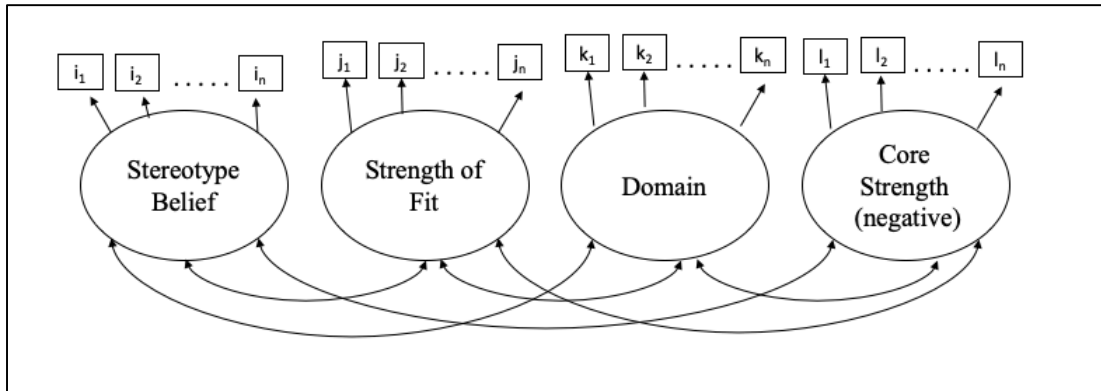 i1 i2 ..... in
j1 j2 ..... jn
k1 k2 ..... kn
l1 l2 ..... ln
Stereotype
Belief
Strength of
Fit
Domain
Core
Strength
(negative)